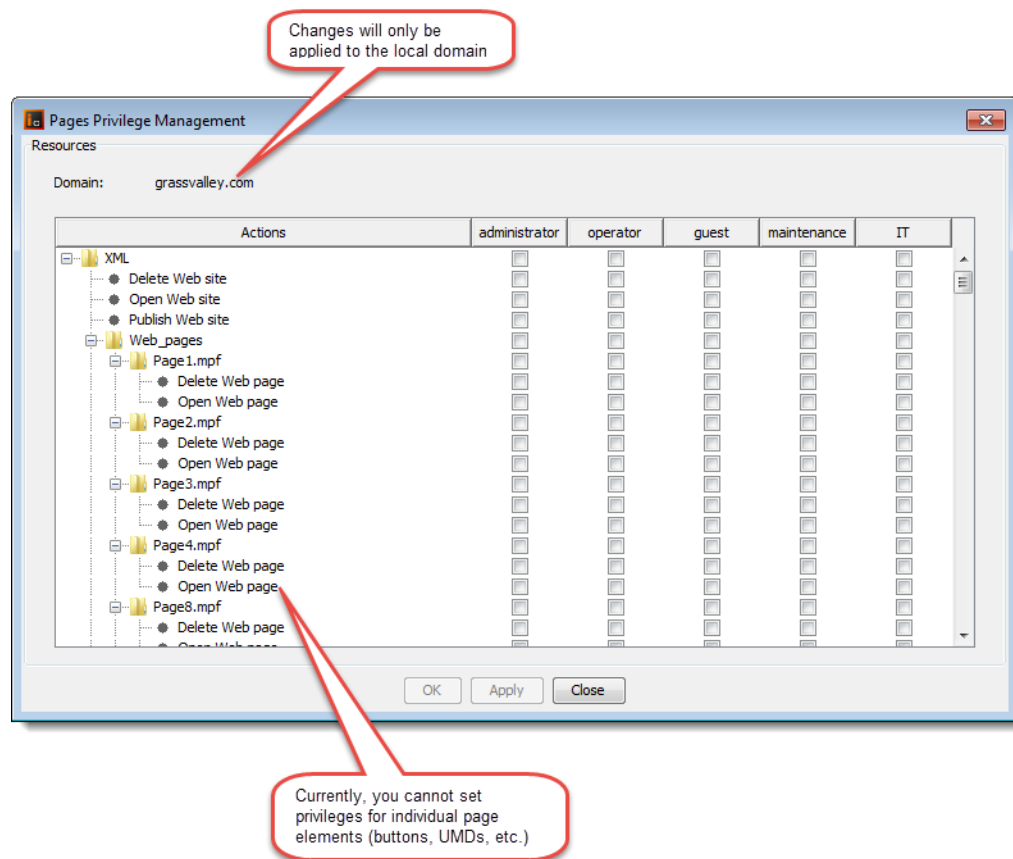 Changes will only be
applied to the local domain
Pages Privilege Management
Resources
Domain: grassvalley.com
Actions administrator operator guest maintenance IT
XML
Delete Web site
Open Web site
Publish Web site
Web_pages
Page1.mpf
Delete Web page
Open Web page
Page2.mpf
Delete Web page
Open Web page
Page3.mpf
Delete Web page
Open Web page
Page4.mpf
Delete Web page
Open Web page
Page8.mpf
Delete Web page
Open Web page
OK Apply Close
Currently, you cannot set
privileges for individual page
elements (buttons, UMDs, etc.)